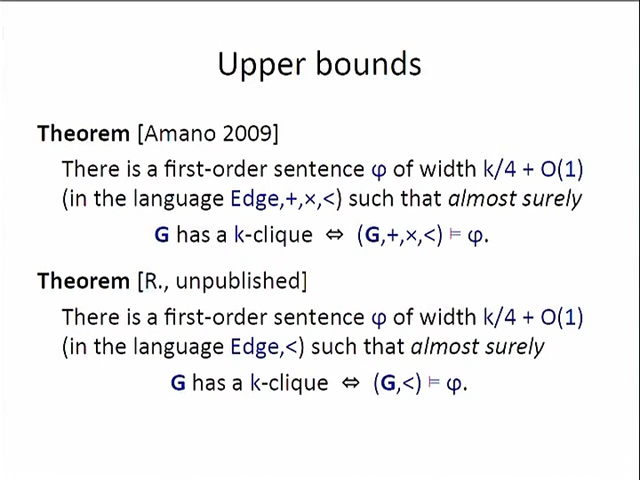 Upper bounds
Theorem [Amano 2009]
There is a first-order sentence φ of width k/4 + O(1)
(in the language Edge,+,×,<) such that almost surely
G has a k-clique ⇔ (G,+,×,<) ⊨ φ.
Theorem [R., unpublished]
There is a first-order sentence φ of width k/4 + O(1)
(in the language Edge,<) such that almost surely
G has a k-clique ⇔ (G,<) ⊨ φ.